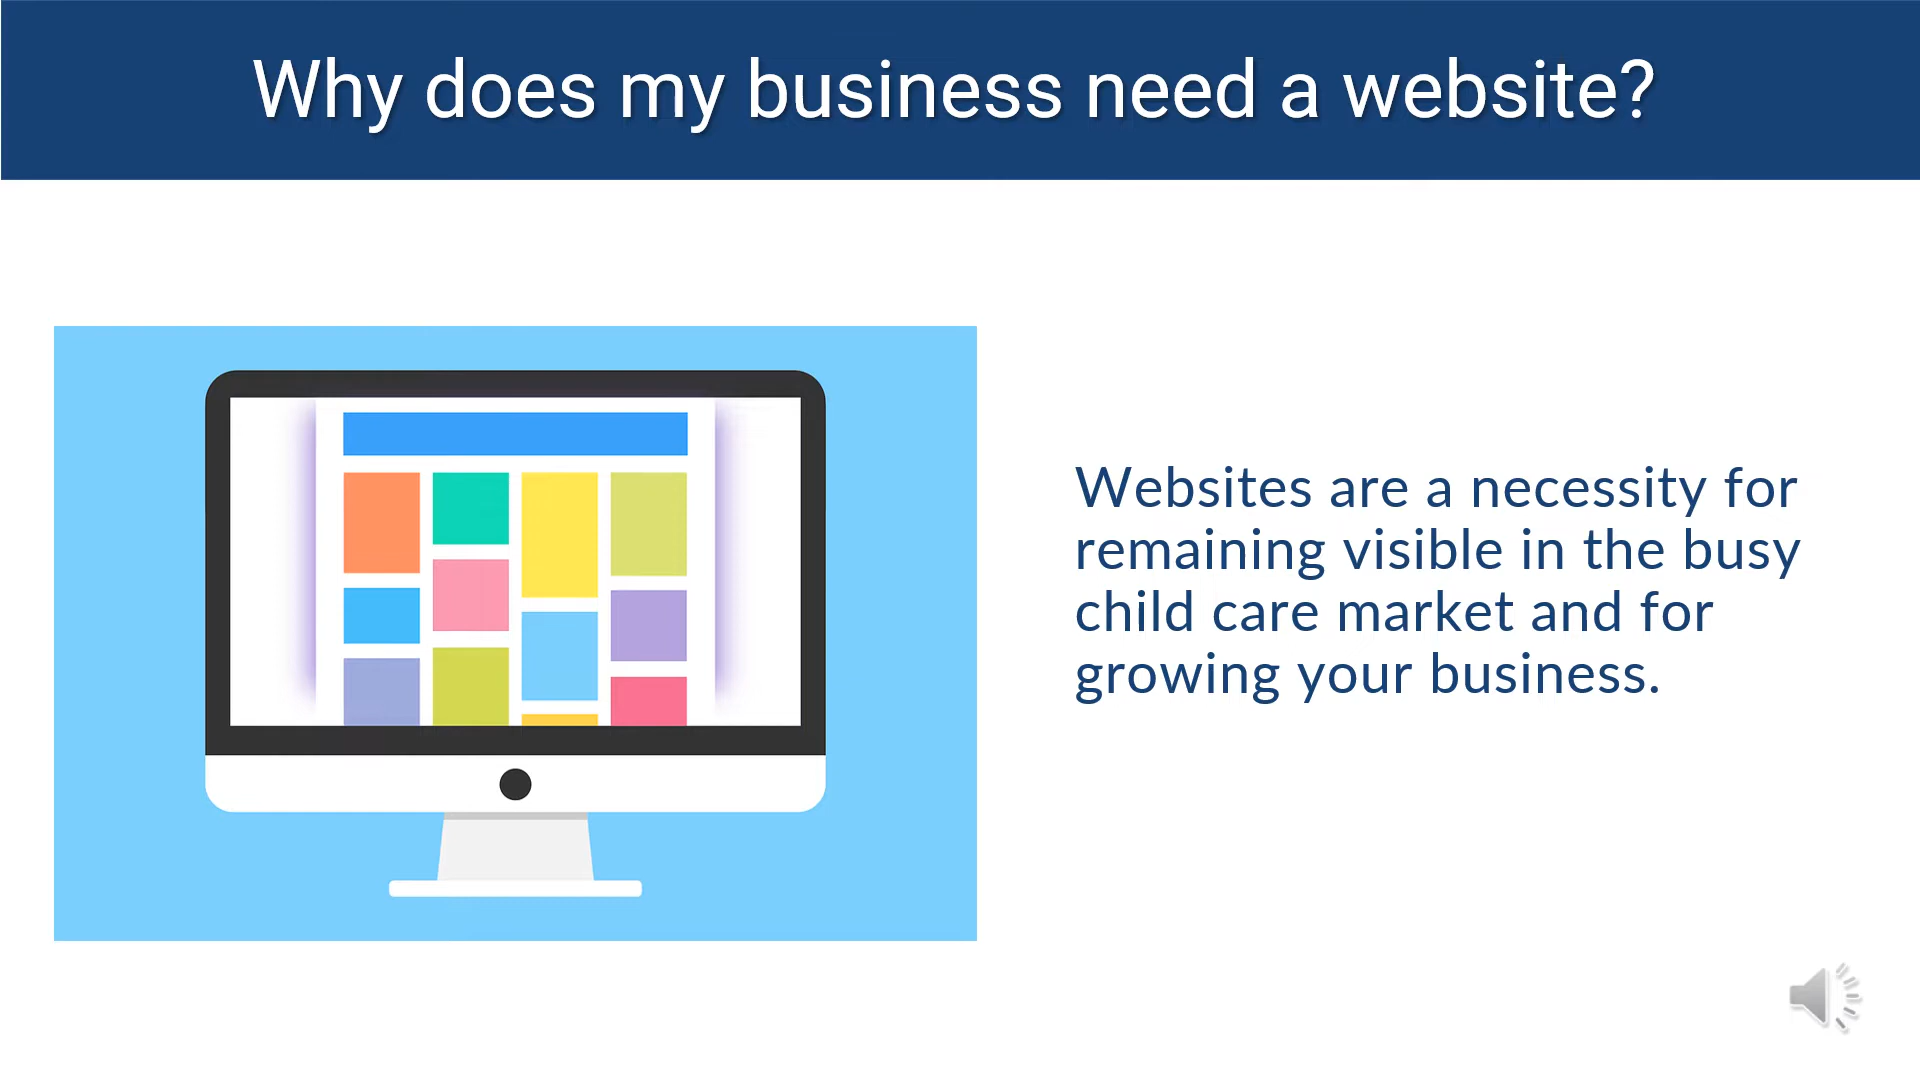 Why does my business need a website?
Websites are a necessity for
remaining visible in the busy
child care market and for
growing your business.